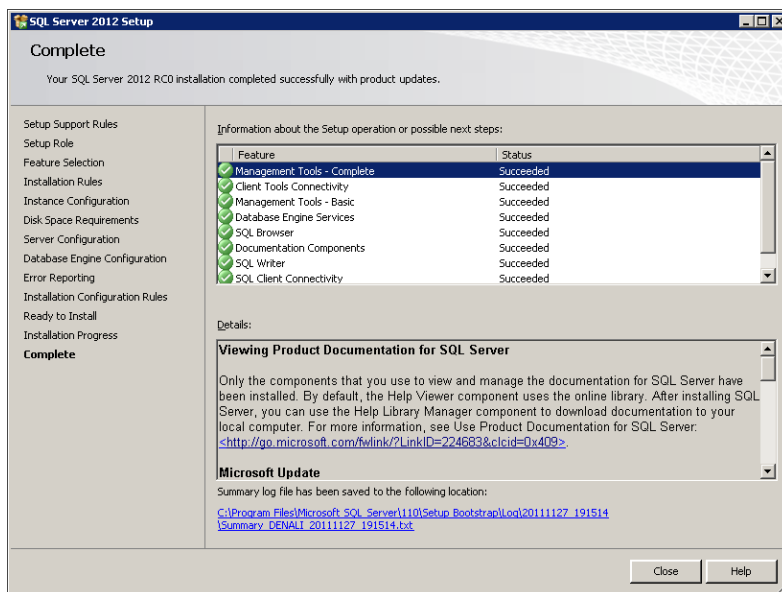 SQL Server 2012 Setup
Complete
Your SQL Server 2012 RC0 installation completed successfully with product updates.
Setup Support Rules
Setup Role
Feature Selection
Installation Rules
Instance Configuration
Disk Space Requirements
Server Configuration
Database Engine Configuration
Error Reporting
Installation Configuration Rules
Ready to Install
Installation Progress
Complete
Information about the Setup operation or possible next steps:
Feature Status
Management Tools - Complete Succeeded
Client Tools Connectivity Succeeded
Management Tools - Basic Succeeded
Database Engine Services Succeeded
SQL Browser Succeeded
Documentation Components Succeeded
SQL Writer Succeeded
SQL Client Connectivity Succeeded
Details:
Viewing Product Documentation for SQL Server
Only the components that you use to view and manage the documentation for SQL Server have
been installed. By default, the Help Viewer component uses the online library. After installing SQL
Server, you can use the Help Library Manager component to download documentation to your
local computer. For more information, see Use Product Documentation for SQL Server:
<http://go.microsoft.com/fwlink/?LinkID=224683&clcid=0x409>.
Microsoft Update
Summary log file has been saved to the following location:
C:\Program Files\Microsoft SQL Server\110\Setup Bootstrap\Log\20111127_191514
\Summary_DENALI_20111127_191514.txt
Close Help